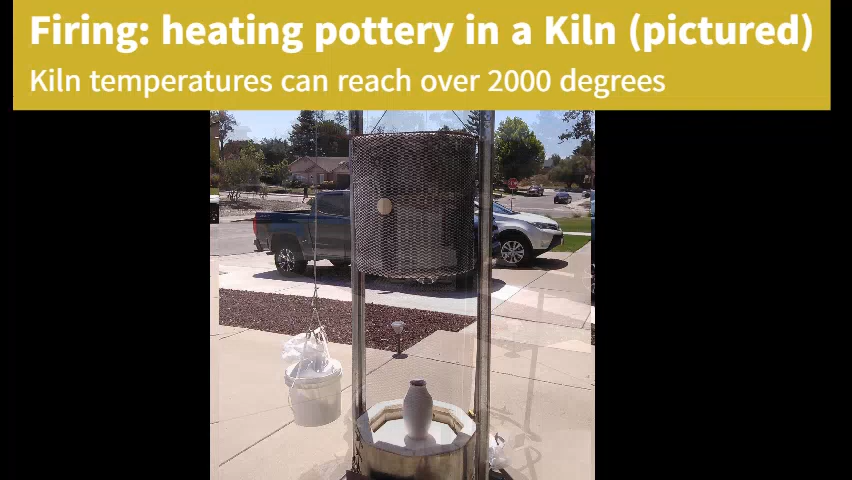 Firing: heating pottery in a Kiln (pictured)
Kiln temperatures can reach over 2000 degrees